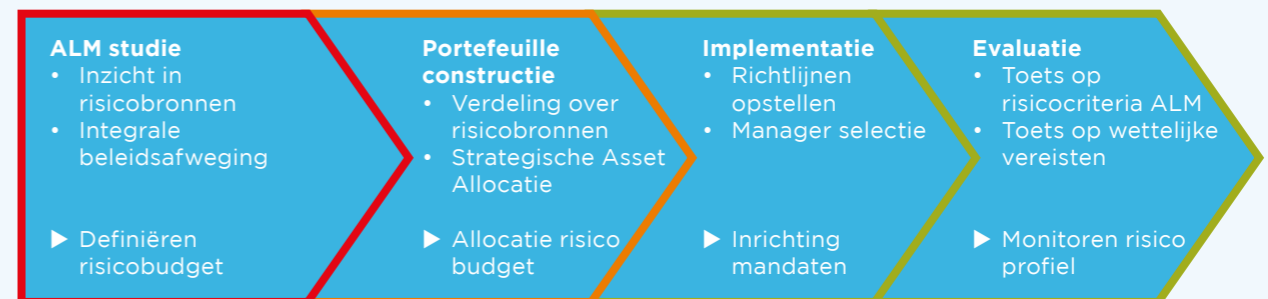 ALM studie
• Inzicht in
risicobronnen
• Integrale
beleidsafweging
▶ Definiëren
risicobudget
Portefeuille
constructie
• Verdeling over
risicobronnen
• Strategische Asset
Allocatie
▶ Allocatie risico
budget
Implementatie
• Richtlijnen
opstellen
• Manager selectie
▶ Inrichting
mandaten
Evaluatie
• Toets op
risicocriteria ALM
• Toets op wettelijke
vereisten
▶ Monitoren risico
profiel